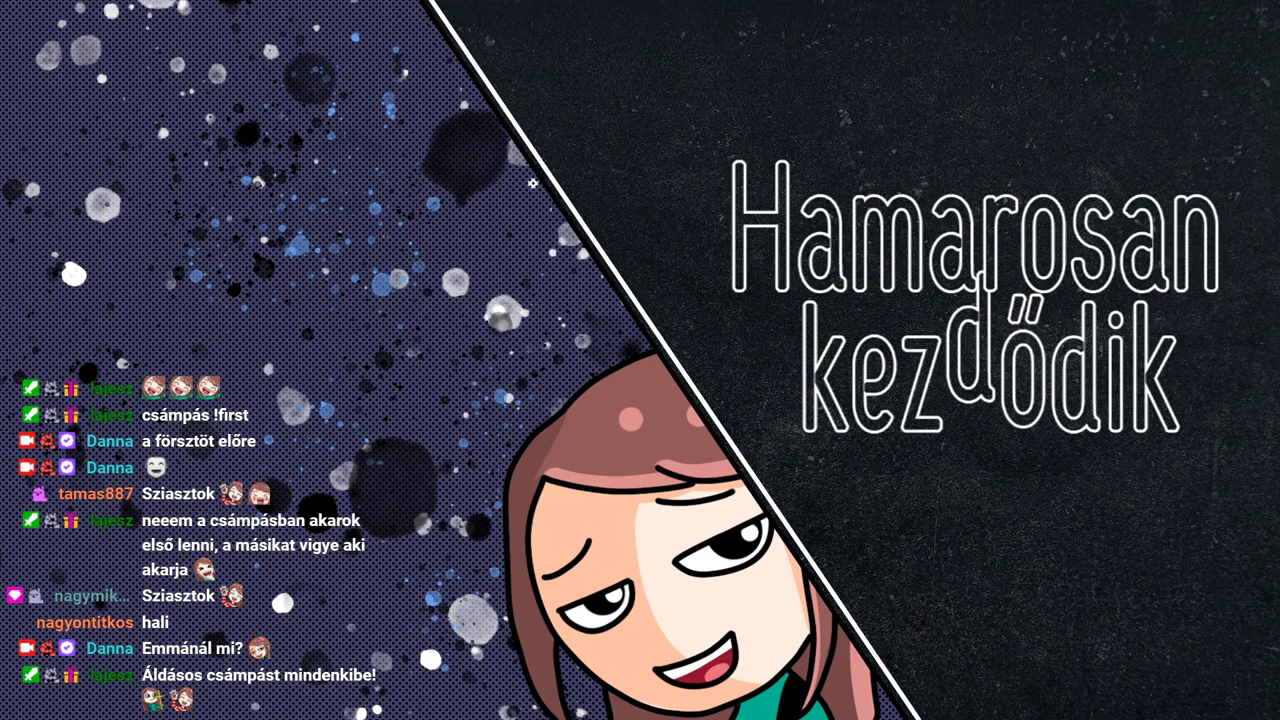 Hamarosan
kezdődik
lajesz
lajesz csámpás !first
Danna a försztöt előre
Danna
tamas887 Sziasztok
lajesz neeem a csámpásban akarok
első lenni, a másikat vigye aki
akarja
nagymik... Sziasztok
nagyontitkos hali
Danna Emmánál mi?
lajesz Áldásos csámpást mindenkibe!